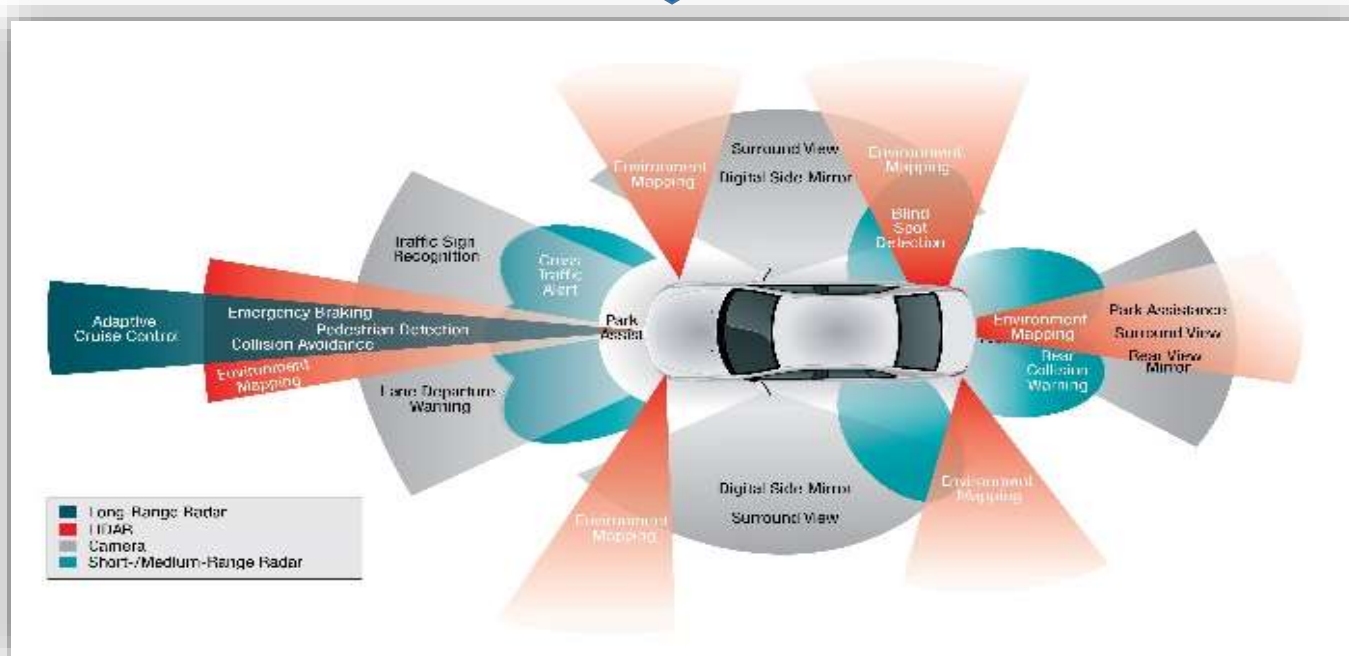 Surround View
Digital Side Mirror
Environment
Mapping
Environment
Mapping
Blind
Spot
Detection
Traffic Sign
Recognition
Cross
Traffic
Alert
Adaptive
Cruise Control
Emergency Braking
Pedestrian Detection
Collision Avoidance
Environment
Mapping
Park
Assist
Environment
Mapping
Rear
Collision
Warning
Park Assistance
Surround View
Rear View
Mirror
Lane Departure
Warning
Digital Side Mirror
Surround View
Environment
Mapping
Environment
Mapping
Long-Range Radar
LIDAR
Camera
Short-/Medium-Range Radar